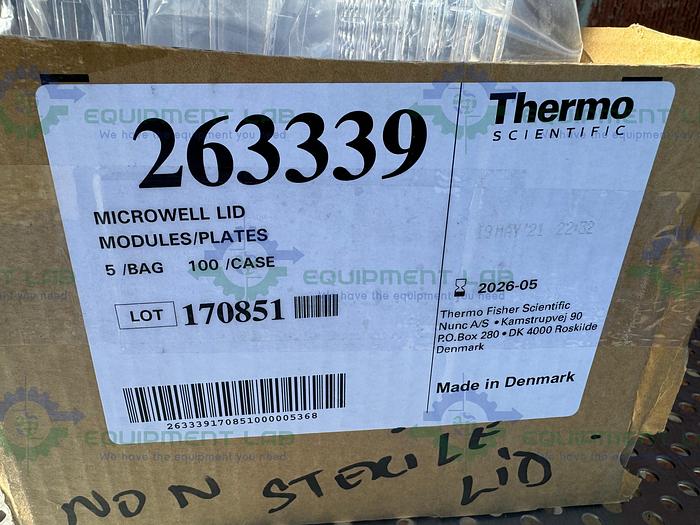 263339
Thermo
SCIENTIFIC
MICROWELL LID
MODULES/PLATES
5 /BAG 100 /CASE
19 MAY '21 22:32
LOT 170851
2026-05
Thermo Fisher Scientific
Nunc A/S • Kamstrupvej 90
P.O.Box 280 • DK 4000 Roskilde
Denmark
Made in Denmark
263339170851000005368
NON STERILE
LID
EQUIPMENT LAB
We have the equipment you need